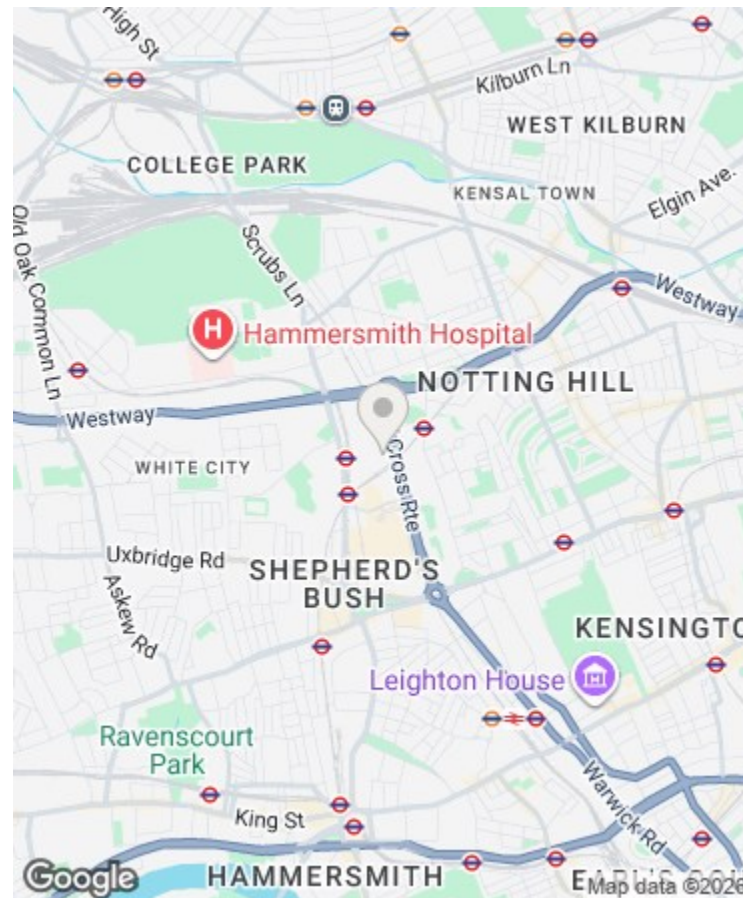 High St
Kilburn Ln
WEST KILBURN
COLLEGE PARK
KENSAL TOWN
Elgin Ave.
Old Oak Common Ln
Scrubs Ln
Westway
H
Hammersmith Hospital
NOTTING HILL
Westway
Cross Rte
WHITE CITY
Uxbridge Rd
SHEPHERD'S
BUSH
Askew Rd
KENSINGTO
Leighton House
Ravenscourt
Park
Warwick Rd
King St
HAMMERSMITH
Google
Map data ©2026